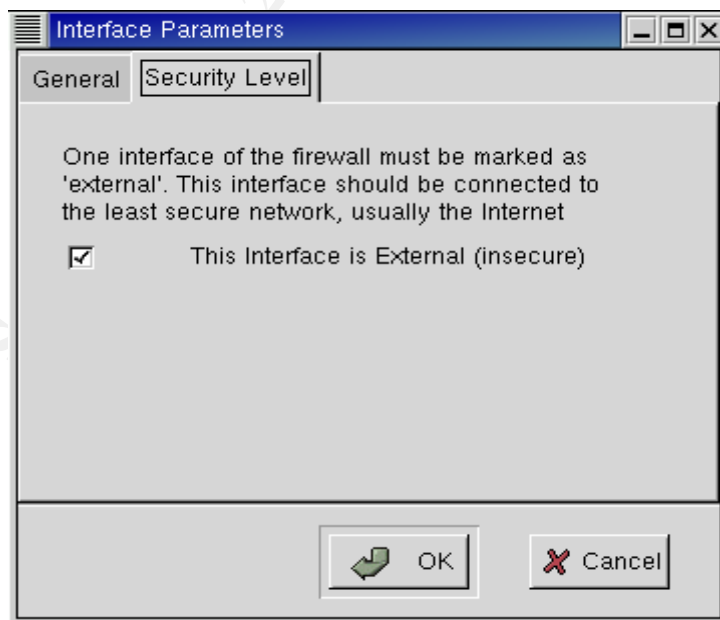 Interface Parameters
General
Security Level
One interface of the firewall must be marked as
'external'. This interface should be connected to
the least secure network, usually the Internet
This Interface is External (insecure)
OK
Cancel